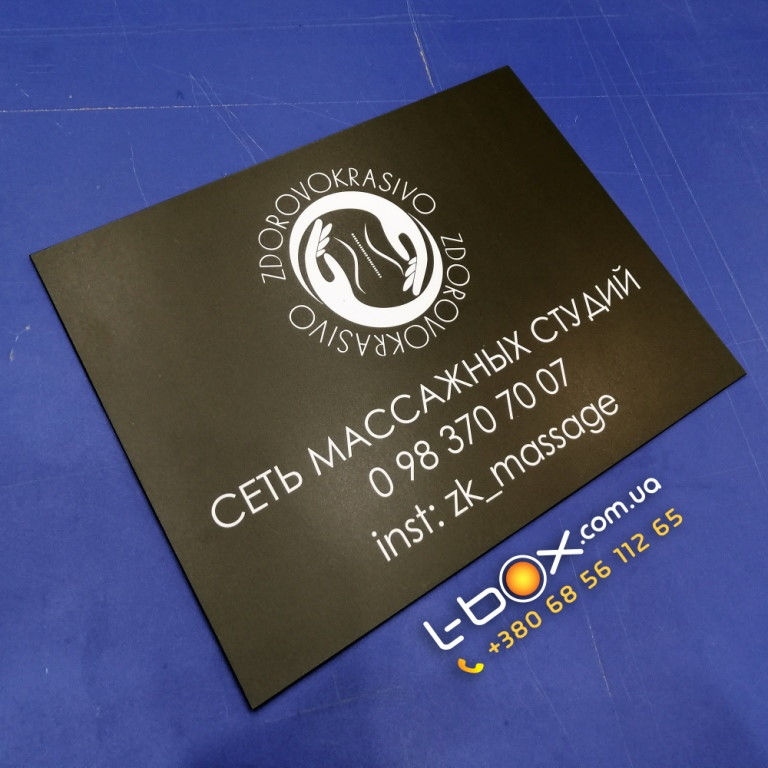 ZDOROVOKRASIVO
ZDOROVOKRASIVO
СЕТЬ МАССАЖНЫХ СТУДИЙ
0 98 370 70 07
inst: zk_massage
L-box.com.ua
+380 68 56 112 65